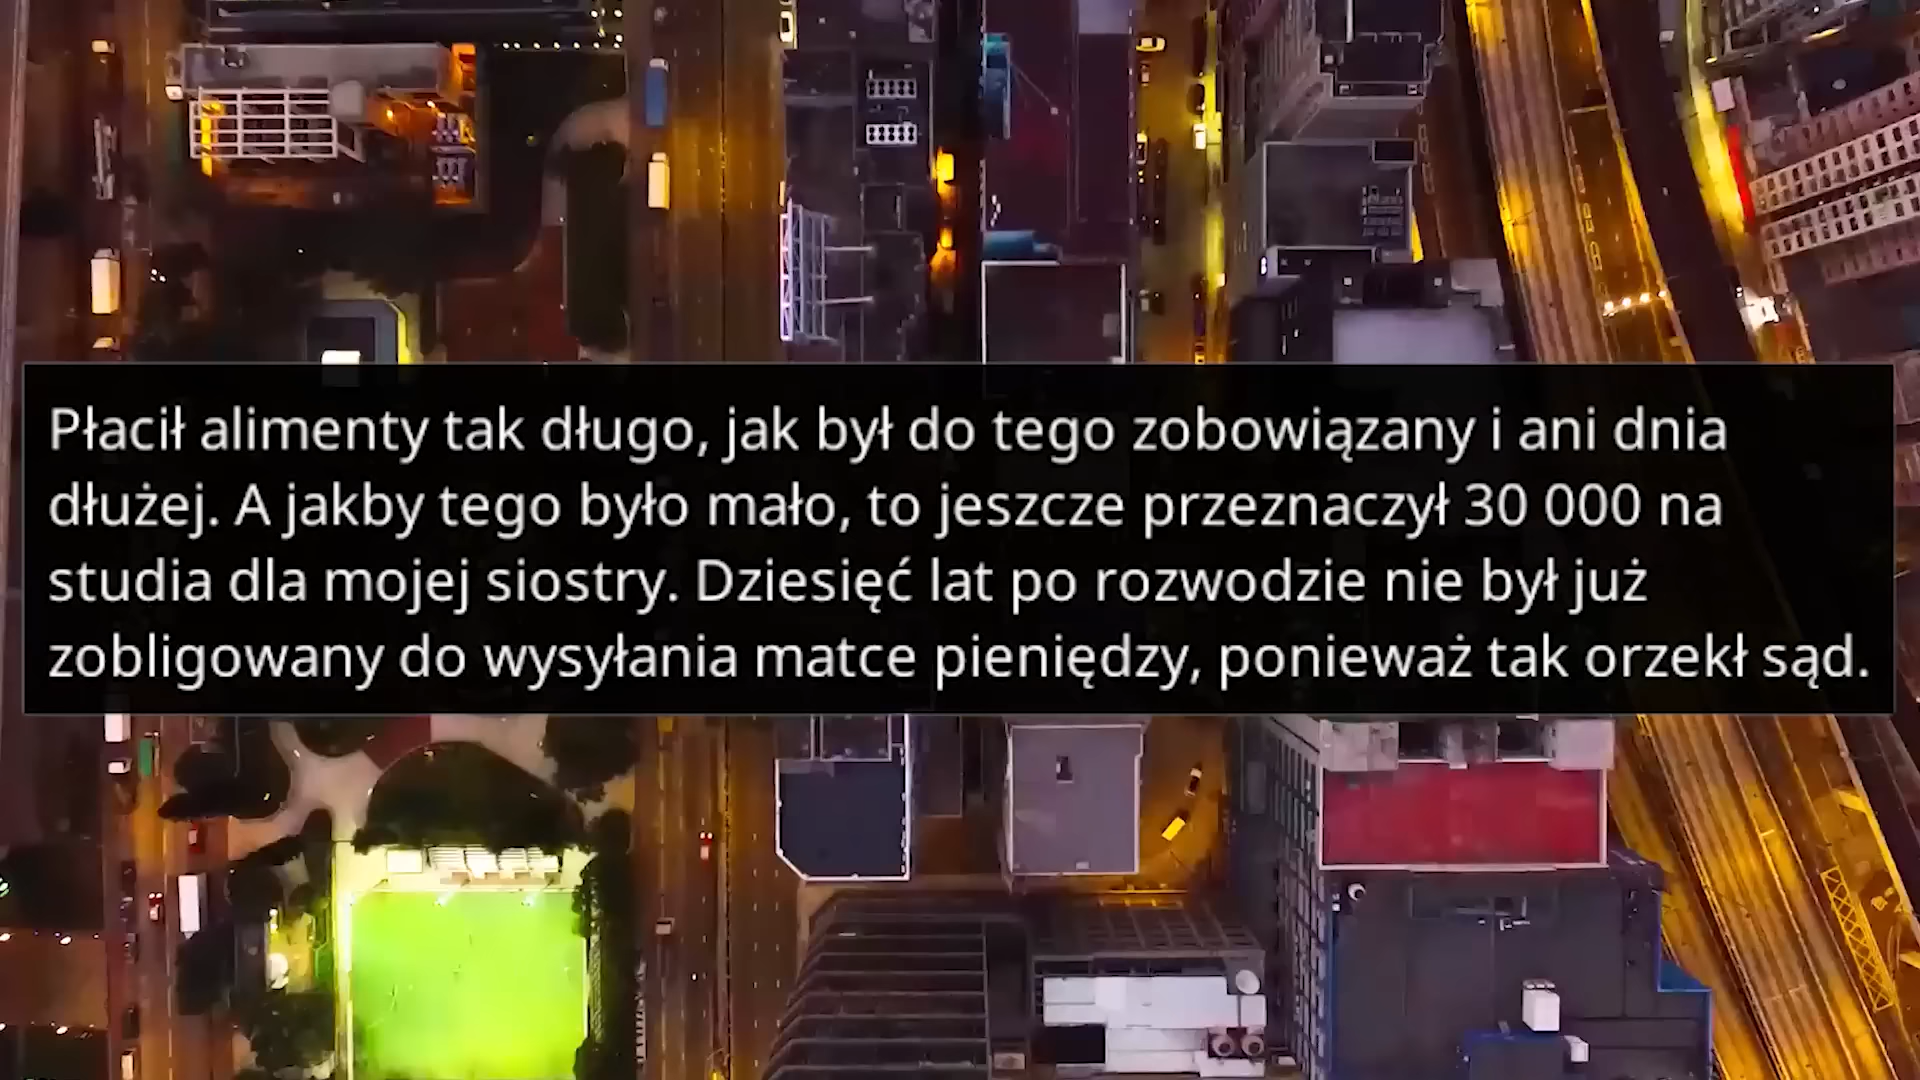 Płacił alimenty tak długo, jak był do tego zobowiązany i ani dnia
dłużej. A jakby tego było mało, to jeszcze przeznaczył 30 000 na
studia dla mojej siostry. Dziesięć lat po rozwodzie nie był już
zobligowany do wysyłania matce pieniędzy, ponieważ tak orzekł sąd.